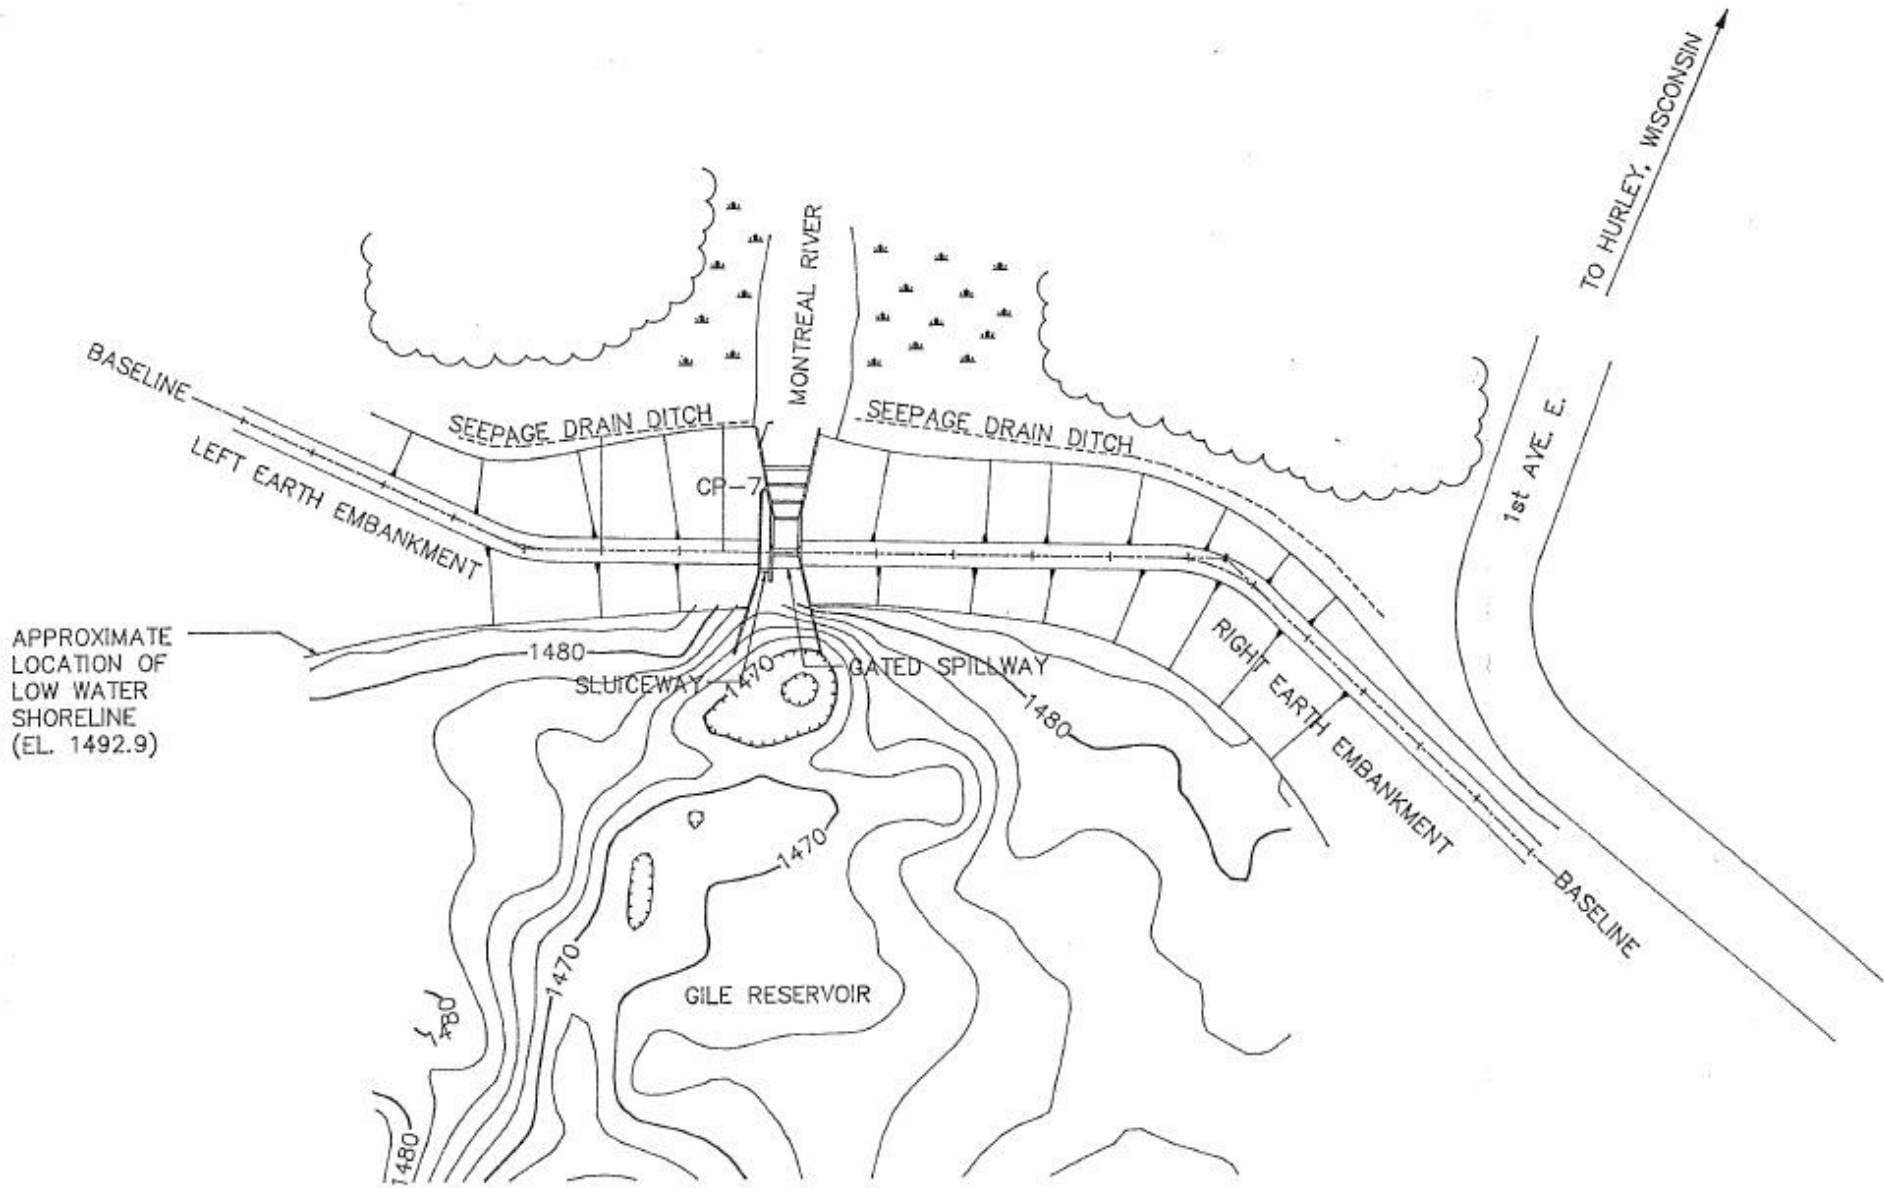 TO HURLEY, WISCONSIN
MONTREAL RIVER
BASELINE
SEEPAGE DRAIN DITCH
SEEPAGE DRAIN DITCH
1st AVE. E.
LEFT EARTH EMBANKMENT
CP-7
APPROXIMATE
LOCATION OF
LOW WATER
SHORELINE
(EL. 1492.9)
1480
SLUICEWAY
1470
GATED SPILLWAY
RIGHT EARTH EMBANKMENT
1480
1470
BASELINE
1470
GILE RESERVOIR
1480
1480